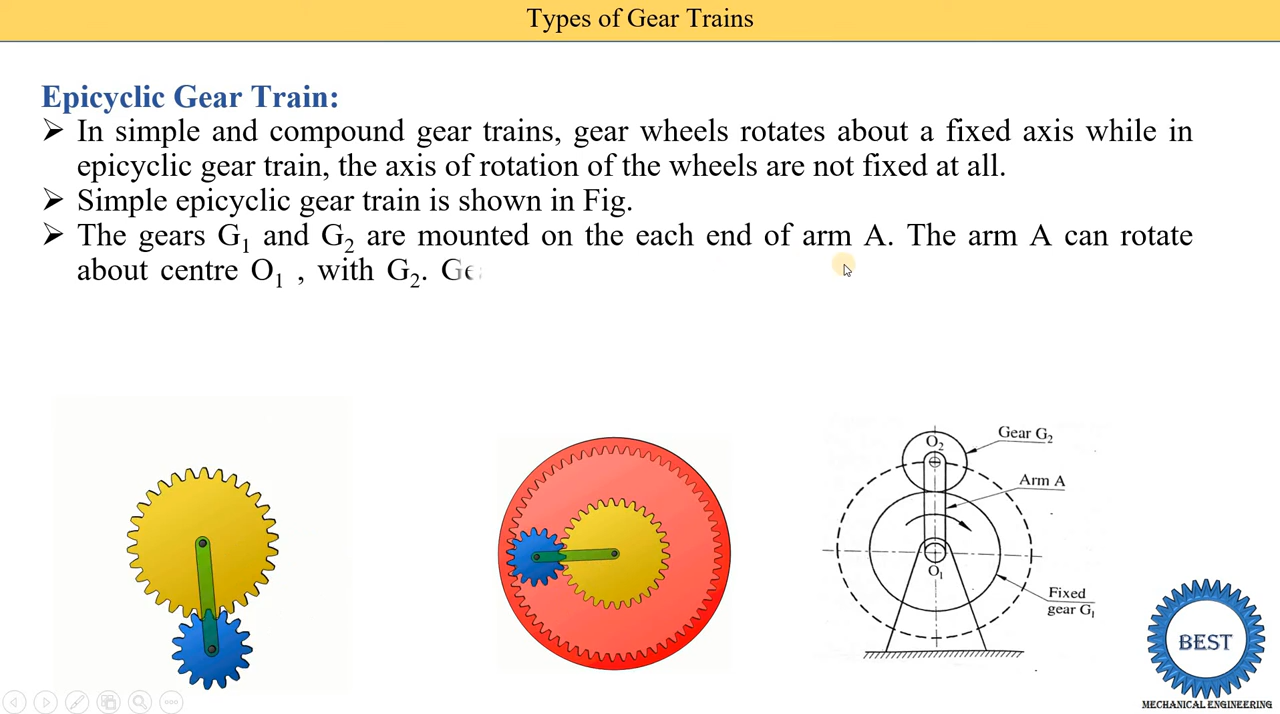 Types of Gear Trains
Epicyclic Gear Train:
➢ In simple and compound gear trains, gear wheels rotates about a fixed axis while in
epicyclic gear train, the axis of rotation of the wheels are not fixed at all.
➢ Simple epicyclic gear train is shown in Fig.
➢ The gears G₁ and G₂ are mounted on the each end of arm A. The arm A can rotate
about centre O₁ , with G₂. Ge
O₂
Gear G₂
Arm A
O₁
Fixed
gear G₁
BEST
MECHANICAL ENGINEERING